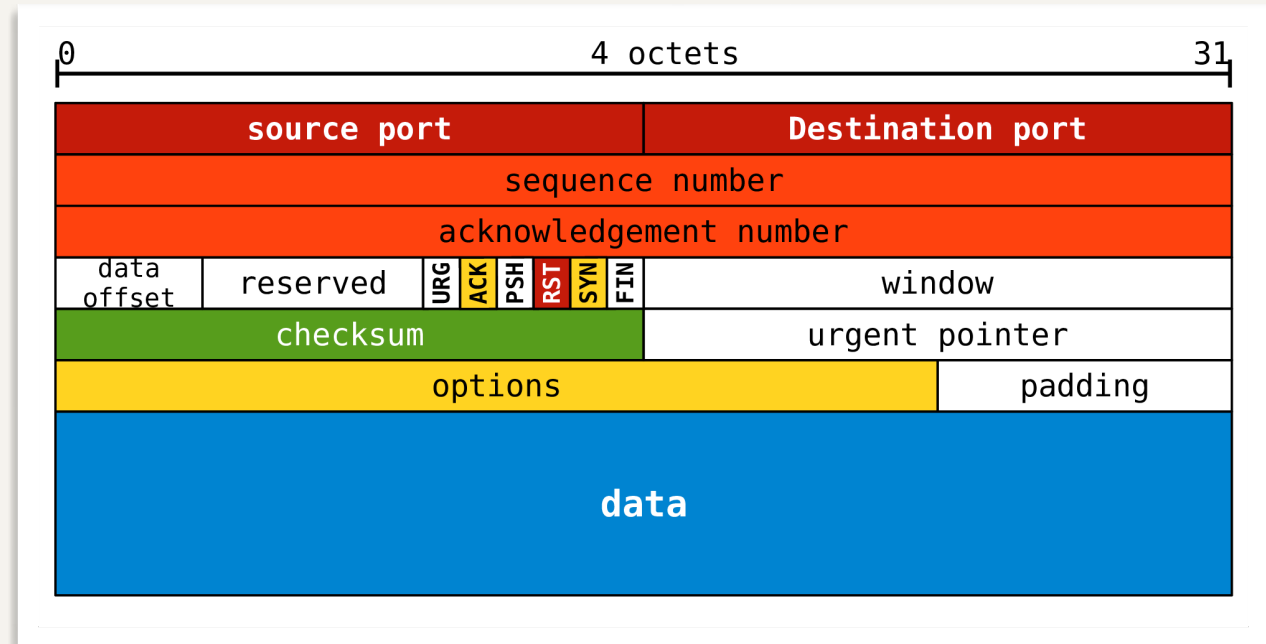 0 4 octets 31
source port Destination port
sequence number
acknowledgement number
data offset reserved URG ACK PSH RST SYN FIN window
checksum urgent pointer
options padding
data